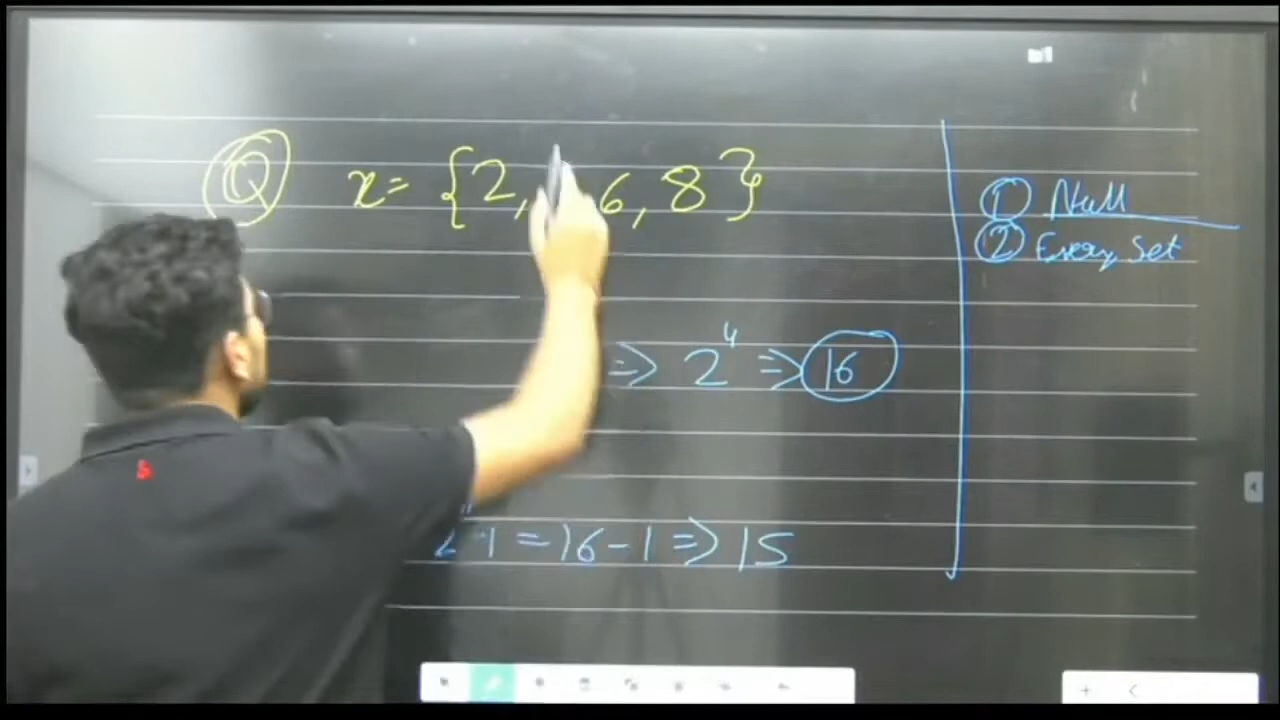 Q x = {2, 6, 8}
⇒ 2⁴ ⇒ 16
-1 = 16 - 1 ⇒ 15
① Null
② Every Set